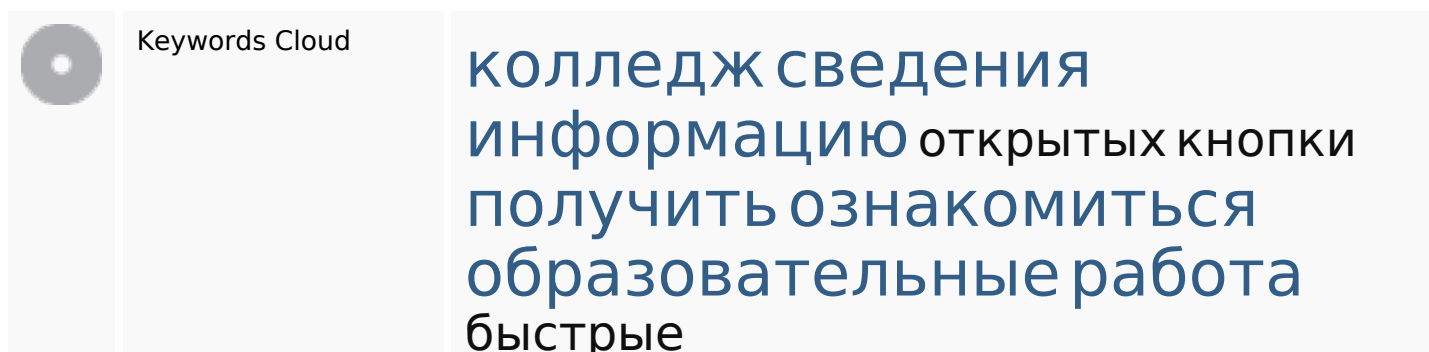 Keywords Cloud
колледж сведения
информацию открытых кнопки
получить ознакомиться
образовательные работа
быстрые